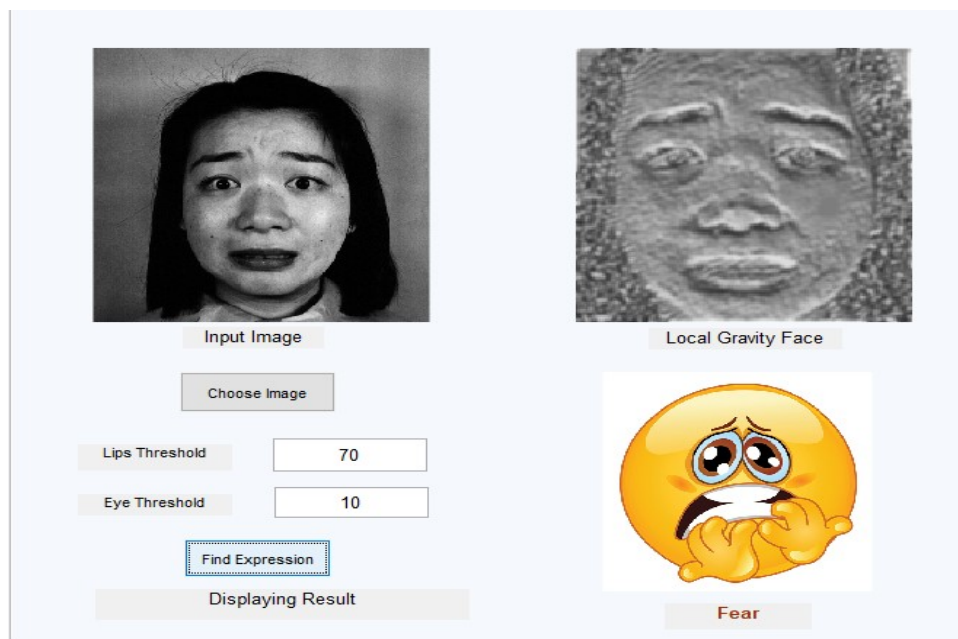 Input Image
Local Gravity Face
Choose Image
Lips Threshold
70
Eye Threshold
10
Find Expression
Displaying Result
Fear